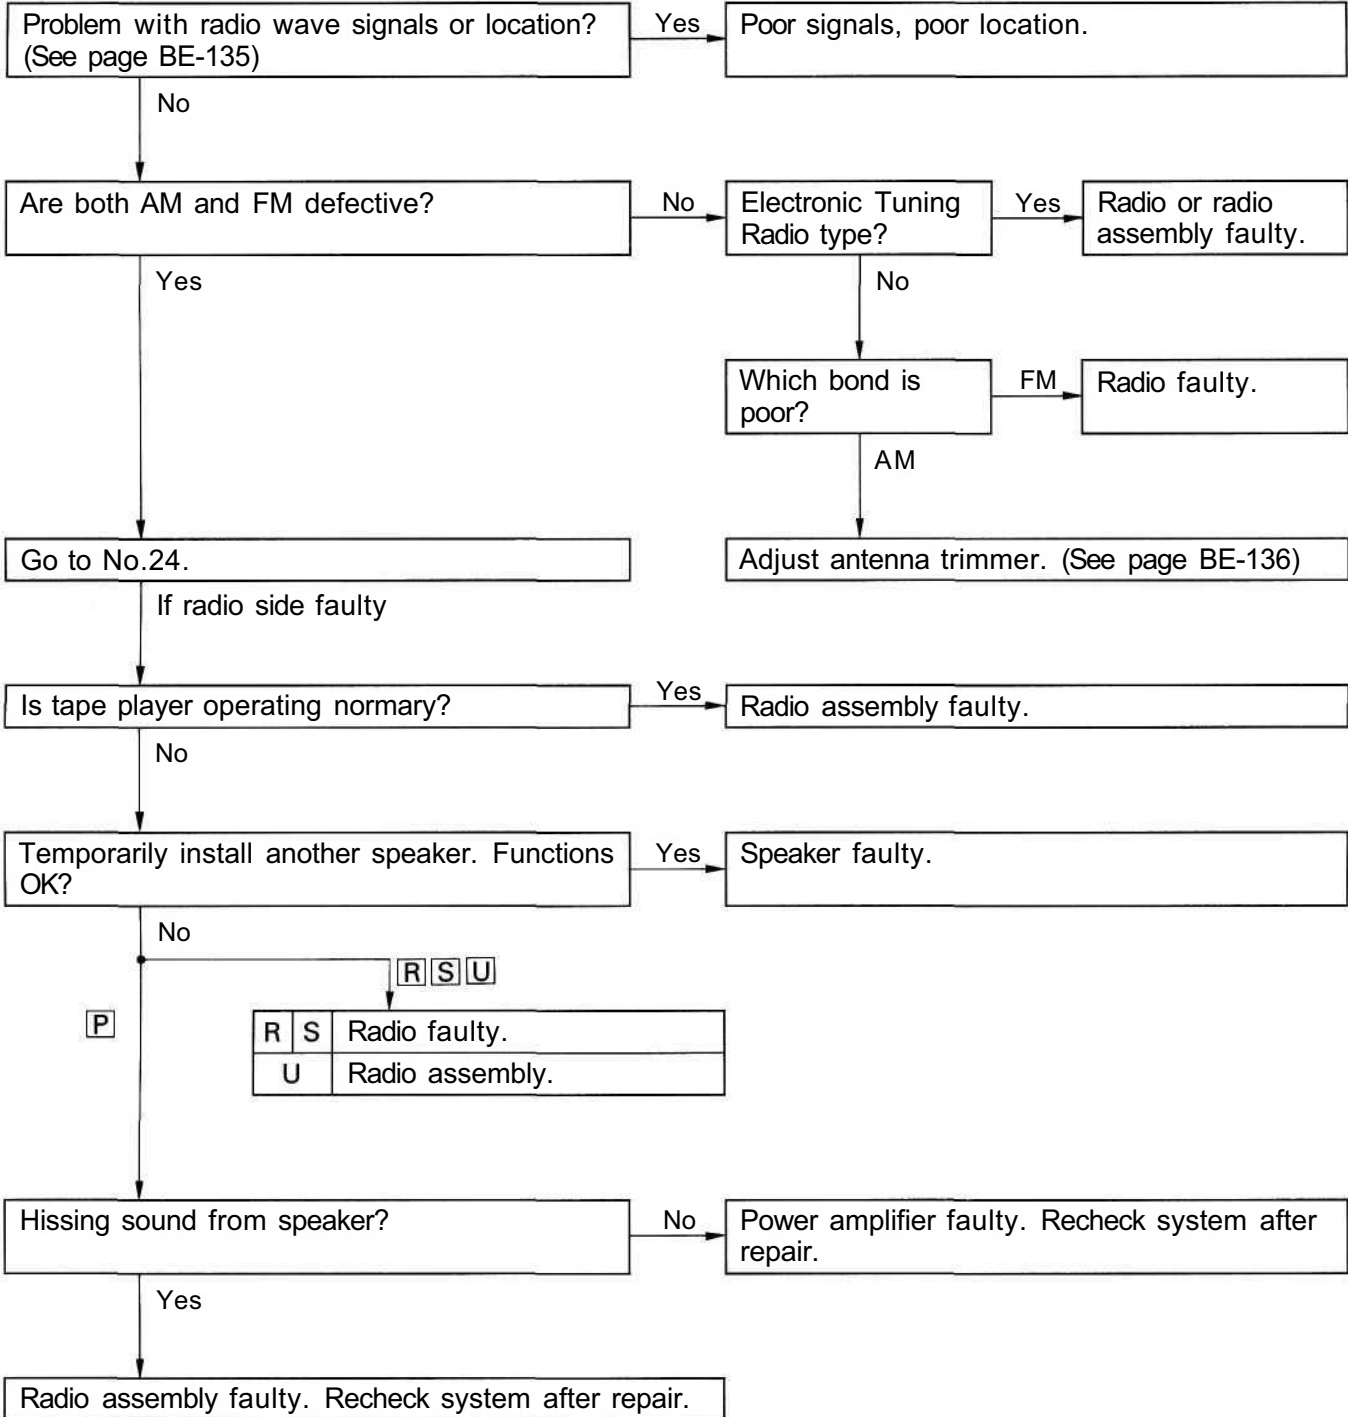 Problem with radio wave signals or location?
(See page BE-135)
Yes
Poor signals, poor location.
No
Are both AM and FM defective?
No
Electronic Tuning
Radio type?
Yes
Radio or radio
assembly faulty.
Yes
No
Which bond is
poor?
FM
Radio faulty.
AM
Go to No.24.
Adjust antenna trimmer. (See page BE-136)
If radio side faulty
Is tape player operating normary?
Yes
Radio assembly faulty.
No
Temporarily install another speaker. Functions
OK?
Yes
Speaker faulty.
No
R S U
P
R S Radio faulty.
U Radio assembly.
Hissing sound from speaker?
No
Power amplifier faulty. Recheck system after
repair.
Yes
Radio assembly faulty. Recheck system after repair.